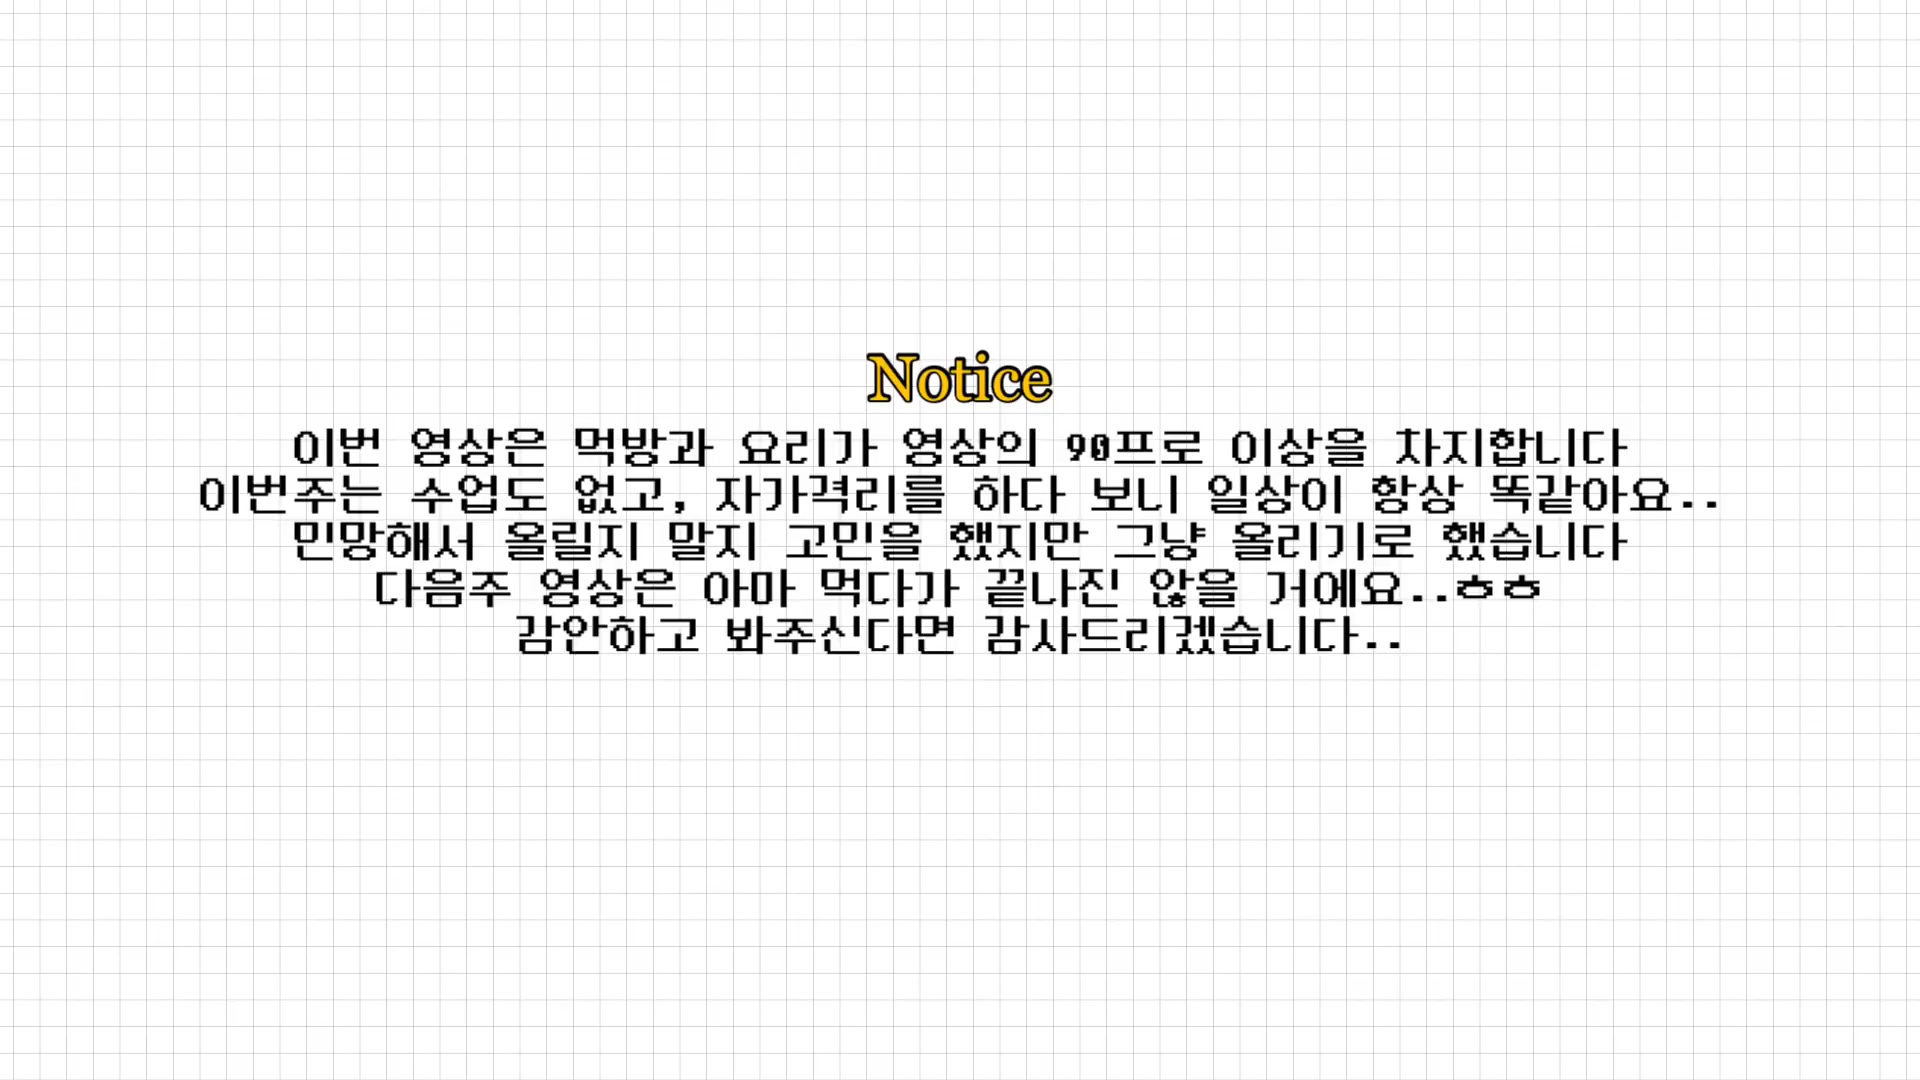 Notice
이번 영상은 먹방과 요리가 영상의 90프로 이상을 차지합니다
이번주는 수업도 없고, 자가격리를 하다 보니 일상이 항상 똑같아요..
민망해서 올릴지 말지 고민을 했지만 그냥 올리기로 했습니다
다음주 영상은 아마 먹다가 끝나진 않을 거에요..ㅎㅎ
감안하고 봐주신다면 감사드리겠습니다..